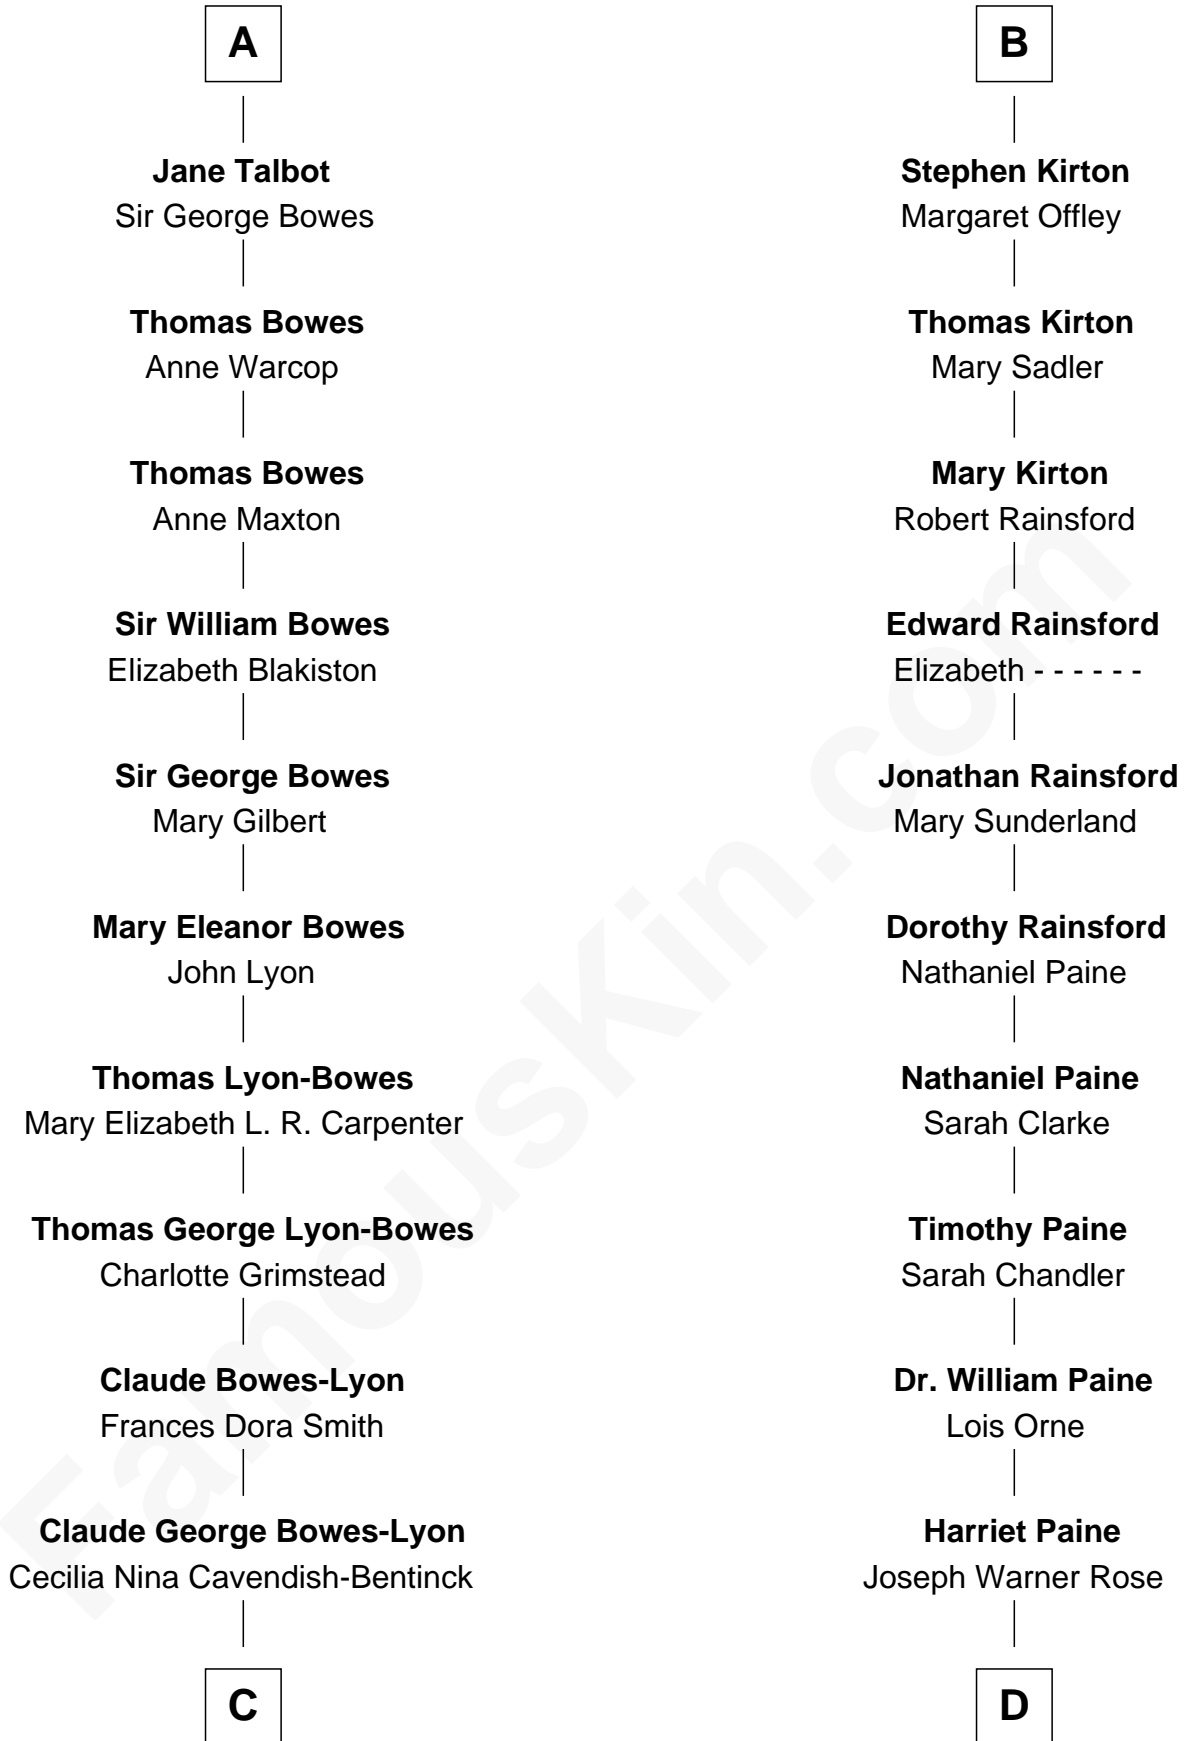 A
Jane Talbot
Sir George Bowes
Thomas Bowes
Anne Warcop
Thomas Bowes
Anne Maxton
Sir William Bowes
Elizabeth Blakiston
Sir George Bowes
Mary Gilbert
Mary Eleanor Bowes
John Lyon
Thomas Lyon-Bowes
Mary Elizabeth L. R. Carpenter
Thomas George Lyon-Bowes
Charlotte Grimstead
Claude Bowes-Lyon
Frances Dora Smith
Claude George Bowes-Lyon
Cecilia Nina Cavendish-Bentinck
C
B
Stephen Kirton
Margaret Offley
Thomas Kirton
Mary Sadler
Mary Kirton
Robert Rainsford
Edward Rainsford
Elizabeth - - - - - -
Jonathan Rainsford
Mary Sunderland
Dorothy Rainsford
Nathaniel Paine
Nathaniel Paine
Sarah Clarke
Timothy Paine
Sarah Chandler
Dr. William Paine
Lois Orne
Harriet Paine
Joseph Warner Rose
D
FamousKin.com